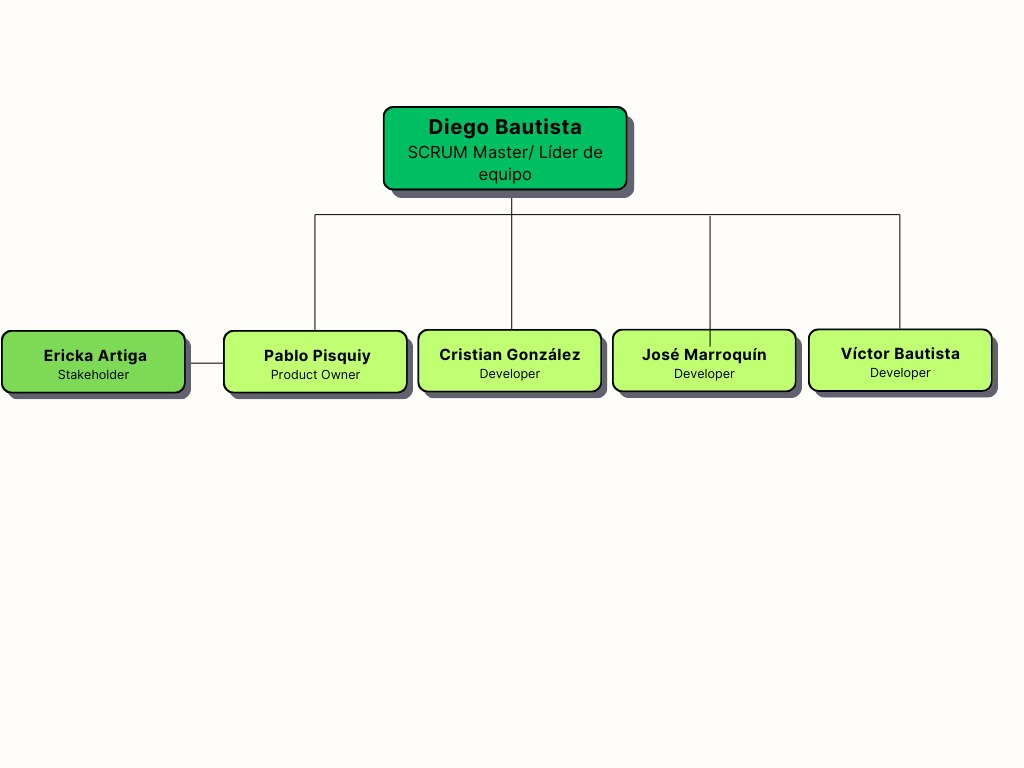 Diego Bautista
SCRUM Master/ Líder de
equipo
Ericka Artiga
Stakeholder
Pablo Pisquiy
Product Owner
Cristian González
Developer
José Marroquín
Developer
Víctor Bautista
Developer